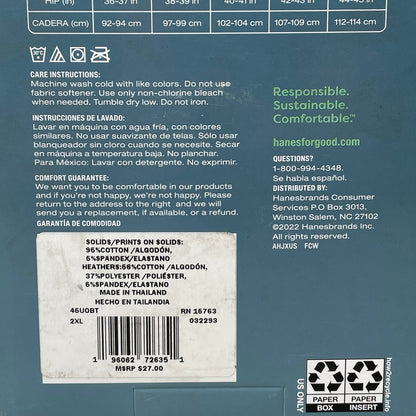 HIP (in) 36-37 in 38-39 in 40-41 in 42-43 in 44-45 in
CADERA (cm) 92-94 cm 97-99 cm 102-104 cm 107-109 cm 112-114 cm
CARE INSTRUCTIONS:
Machine wash cold with like colors. Do not use
fabric softener. Use only non-chlorine bleach
when needed. Tumble dry low. Do not iron.
INSTRUCCIONES DE LAVADO:
Lavar en máquina con agua fría, con colores
similares. No usar suavizante de telas. Sólo usar
blanqueador sin cloro cuando se necesite. Secar en
máquina a temperatura baja. No planchar.
Para México: Lavar con detergente. No exprimir.
COMFORT GUARANTEE:
We want you to be comfortable in our products
and if you're not happy, we're not happy. Please
return to the address to the right and we will
send you a replacement, if available, or a refund.
GARANTÍA DE COMODIDAD
Responsible.
Sustainable.
Comfortable.™
hanesforgood.com
QUESTIONS?
1-800-994-4348.
Se habla español.
DISTRIBUTED BY:
Hanesbrands Consumer
Services P.O Box 3013,
Winston Salem, NC 27102
©2022 Hanesbrands Inc.
All Rights Reserved.
AHJXUS FCW
SOLIDS/PRINTS ON SOLIDS:
95%COTTON/ALGODÓN,
5%SPANDEX/ELASTANO
HEATHERS:58%COTTON/ALGODÓN,
37%POLYESTER/POLIÉSTER,
5%SPANDEX/ELASTANO
MADE IN THAILAND
HECHO EN TAILANDIA
45UOBT RN 15763
2XL 032293
1 96062 72635 1
MSRP $27.00
US ONLY
PAPER
BOX
PAPER
INSERT
how2recycle.info